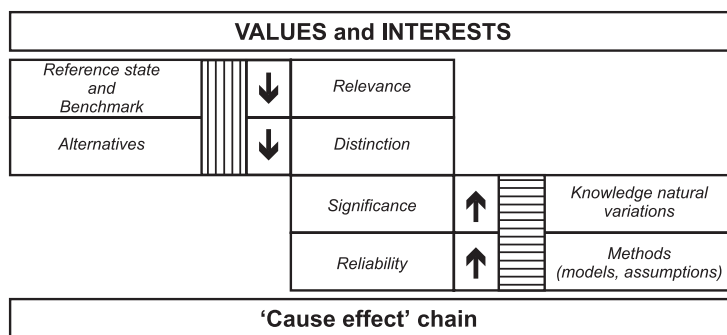 VALUES and INTERESTS
Reference state
and
Benchmark
Relevance
Alternatives
Distinction
Significance
Knowledge natural
variations
Reliability
Methods
(models, assumptions)
‘Cause effect’ chain